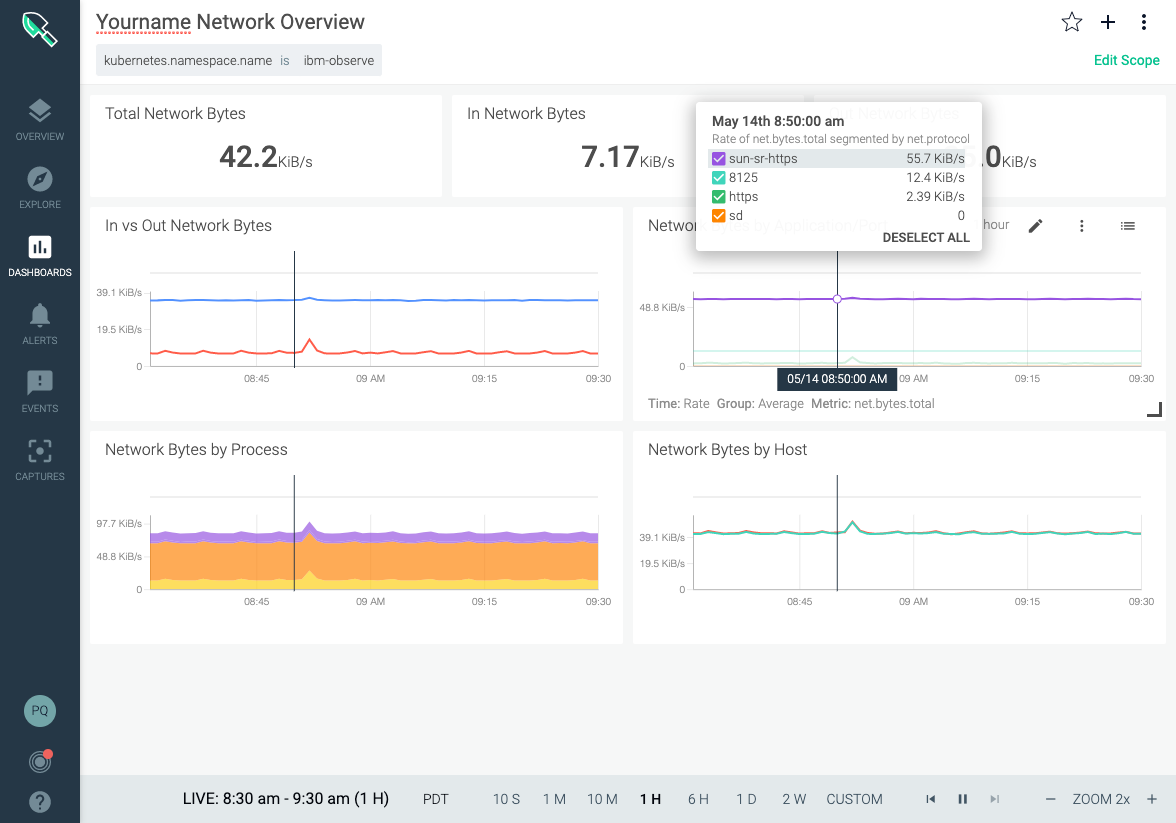 Yourname Network Overview
kubernetes.namespace.name is ibm-observe
Edit Scope
OVERVIEW
EXPLORE
DASHBOARDS
ALERTS
EVENTS
CAPTURES
PQ
Total Network Bytes
42.2KiB/s
In Network Bytes
7.17KiB/s
Out Network Bytes
.0KiB/s
May 14th 8:50:00 am
Rate of net.bytes.total segmented by net.protocol
sun-sr-https 55.7 KiB/s
8125 12.4 KiB/s
https 2.39 KiB/s
sd 0
DESELECT ALL
In vs Out Network Bytes
39.1 KiB/s
19.5 KiB/s
0
08:45 09 AM 09:15 09:30
Network Bytes by Application/Port hour
48.8 KiB/s
0
05/14 08:50:00 AM 09 AM 09:15 09:30
Time: Rate Group: Average Metric: net.bytes.total
Network Bytes by Process
97.7 KiB/s
48.8 KiB/s
0
08:45 09 AM 09:15 09:30
Network Bytes by Host
39.1 KiB/s
19.5 KiB/s
0
08:45 09 AM 09:15 09:30
LIVE: 8:30 am - 9:30 am (1 H) PDT 10 S 1 M 10 M 1 H 6 H 1 D 2 W CUSTOM ZOOM 2x